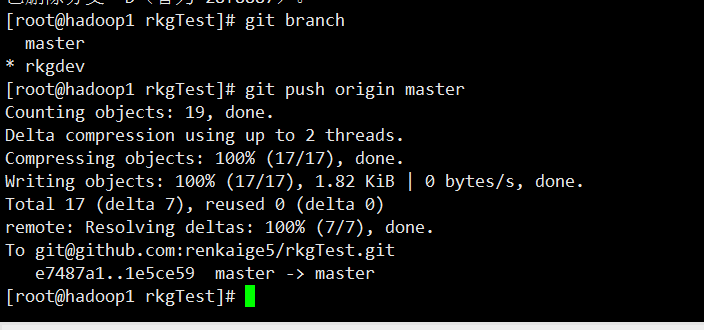 [root@hadoop1 rkgTest]# git branch
  master
* rkgdev
[root@hadoop1 rkgTest]# git push origin master
Counting objects: 19, done.
Delta compression using up to 2 threads.
Compressing objects: 100% (17/17), done.
Writing objects: 100% (17/17), 1.82 KiB | 0 bytes/s, done.
Total 17 (delta 7), reused 0 (delta 0)
remote: Resolving deltas: 100% (7/7), done.
To git@github.com:renkaige5/rkgTest.git
   e7487a1..1e5ce59  master -> master
[root@hadoop1 rkgTest]#